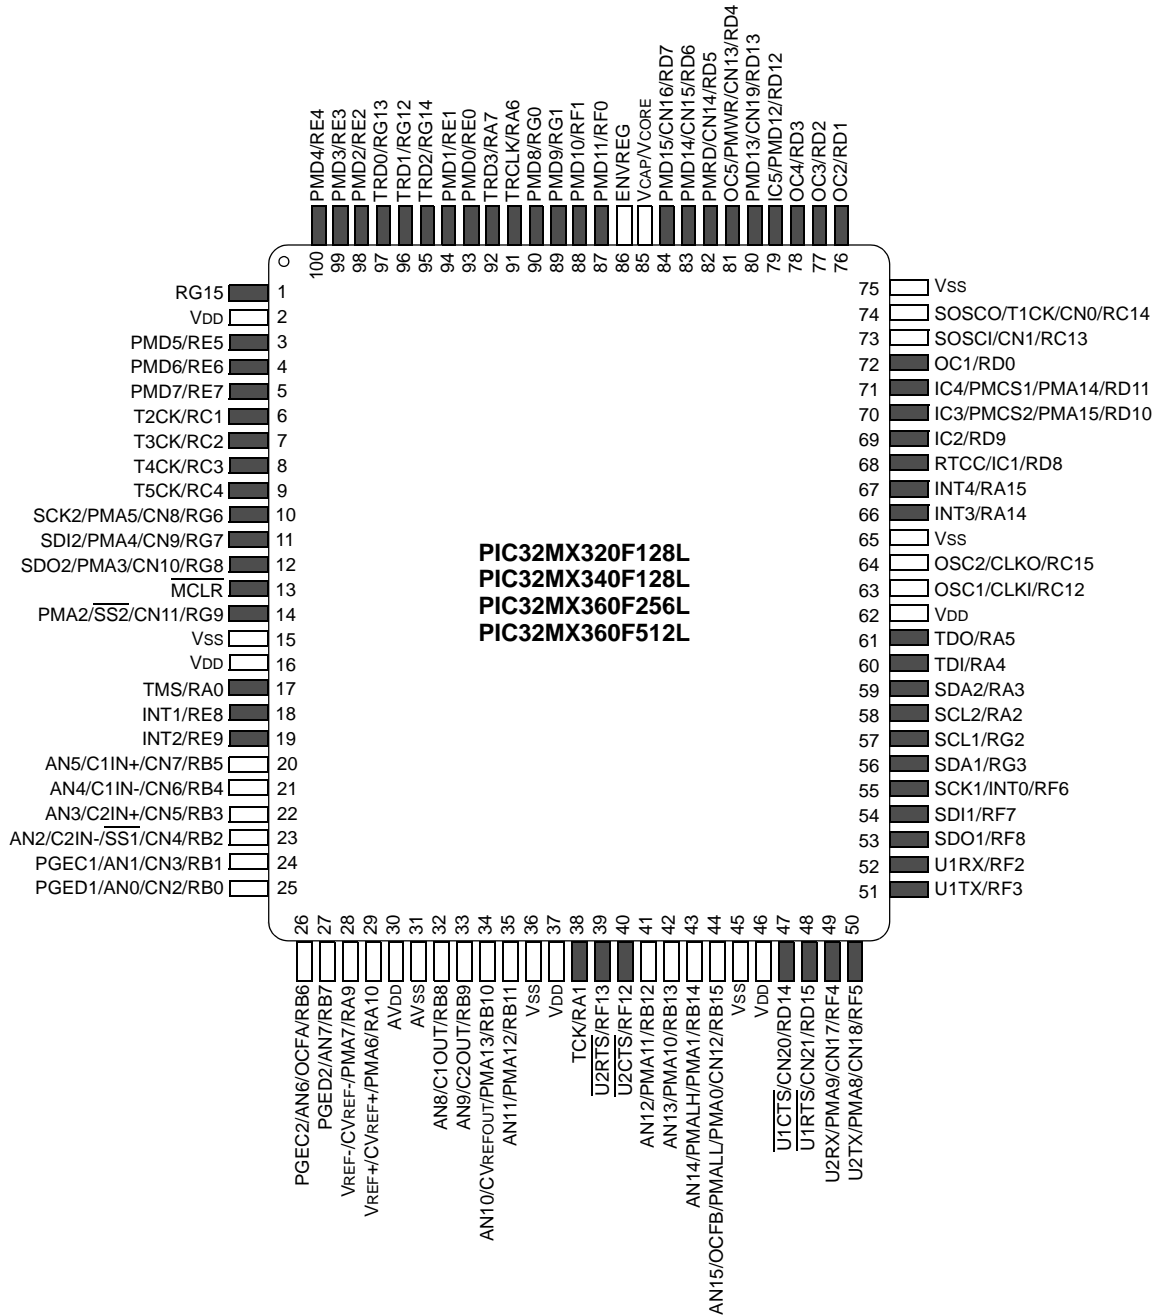 PMD4/RE4
PMD3/RE3
PMD2/RE2
TRD0/RG13
TRD1/RG12
TRD2/RG14
PMD1/RE1
PMD0/RE0
TRD3/RA7
TRCLK/RA6
PMD8/RG0
PMD9/RG1
PMD10/RF1
PMD11/RF0
ENVREG
VCAP/VCORE
PMD15/CN16/RD7
PMD14/CN15/RD6
PMRD/CN14/RD5
OC5/PMWR/CN13/RD4
PMD13/CN19/RD13
IC5/PMD12/RD12
OC4/RD3
OC3/RD2
OC2/RD1
100
99
98
97
96
95
94
93
92
91
90
89
88
87
86
85
84
83
82
81
80
79
78
77
76
RG15 1
VDD 2
PMD5/RE5 3
PMD6/RE6 4
PMD7/RE7 5
T2CK/RC1 6
T3CK/RC2 7
T4CK/RC3 8
T5CK/RC4 9
SCK2/PMA5/CN8/RG6 10
SDI2/PMA4/CN9/RG7 11
SDO2/PMA3/CN10/RG8 12
MCLR 13
PMA2/SS2/CN11/RG9 14
VSS 15
VDD 16
TMS/RA0 17
INT1/RE8 18
INT2/RE9 19
AN5/C1IN+/CN7/RB5 20
AN4/C1IN-/CN6/RB4 21
AN3/C2IN+/CN5/RB3 22
AN2/C2IN-/SS1/CN4/RB2 23
PGEC1/AN1/CN3/RB1 24
PGED1/AN0/CN2/RB0 25
PIC32MX320F128L
PIC32MX340F128L
PIC32MX360F256L
PIC32MX360F512L
75 VSS
74 SOSCO/T1CK/CN0/RC14
73 SOSCI/CN1/RC13
72 OC1/RD0
71 IC4/PMCS1/PMA14/RD11
70 IC3/PMCS2/PMA15/RD10
69 IC2/RD9
68 RTCC/IC1/RD8
67 INT4/RA15
66 INT3/RA14
65 VSS
64 OSC2/CLKO/RC15
63 OSC1/CLKI/RC12
62 VDD
61 TDO/RA5
60 TDI/RA4
59 SDA2/RA3
58 SCL2/RA2
57 SCL1/RG2
56 SDA1/RG3
55 SCK1/INT0/RF6
54 SDI1/RF7
53 SDO1/RF8
52 U1RX/RF2
51 U1TX/RF3
26
27
28
29
30
31
32
33
34
35
36
37
38
39
40
41
42
43
44
45
46
47
48
49
50
PGEC2/AN6/OCFA/RB6
PGED2/AN7/RB7
VREF-/CVREF-/PMA7/RA9
VREF+/CVREF+/PMA6/RA10
AVDD
AVSS
AN8/C1OUT/RB8
AN9/C2OUT/RB9
AN10/CVREFOUT/PMA13/RB10
AN11/PMA12/RB11
VSS
VDD
TCK/RA1
U2RTS/RF13
U2CTS/RF12
AN12/PMA11/RB12
AN13/PMA10/RB13
AN14/PMALH/PMA1/RB14
AN15/OCFB/PMALL/PMA0/CN12/RB15
VSS
VDD
U1CTS/CN20/RD14
U1RTS/CN21/RD15
U2RX/PMA9/CN17/RF4
U2TX/PMA8/CN18/RF5